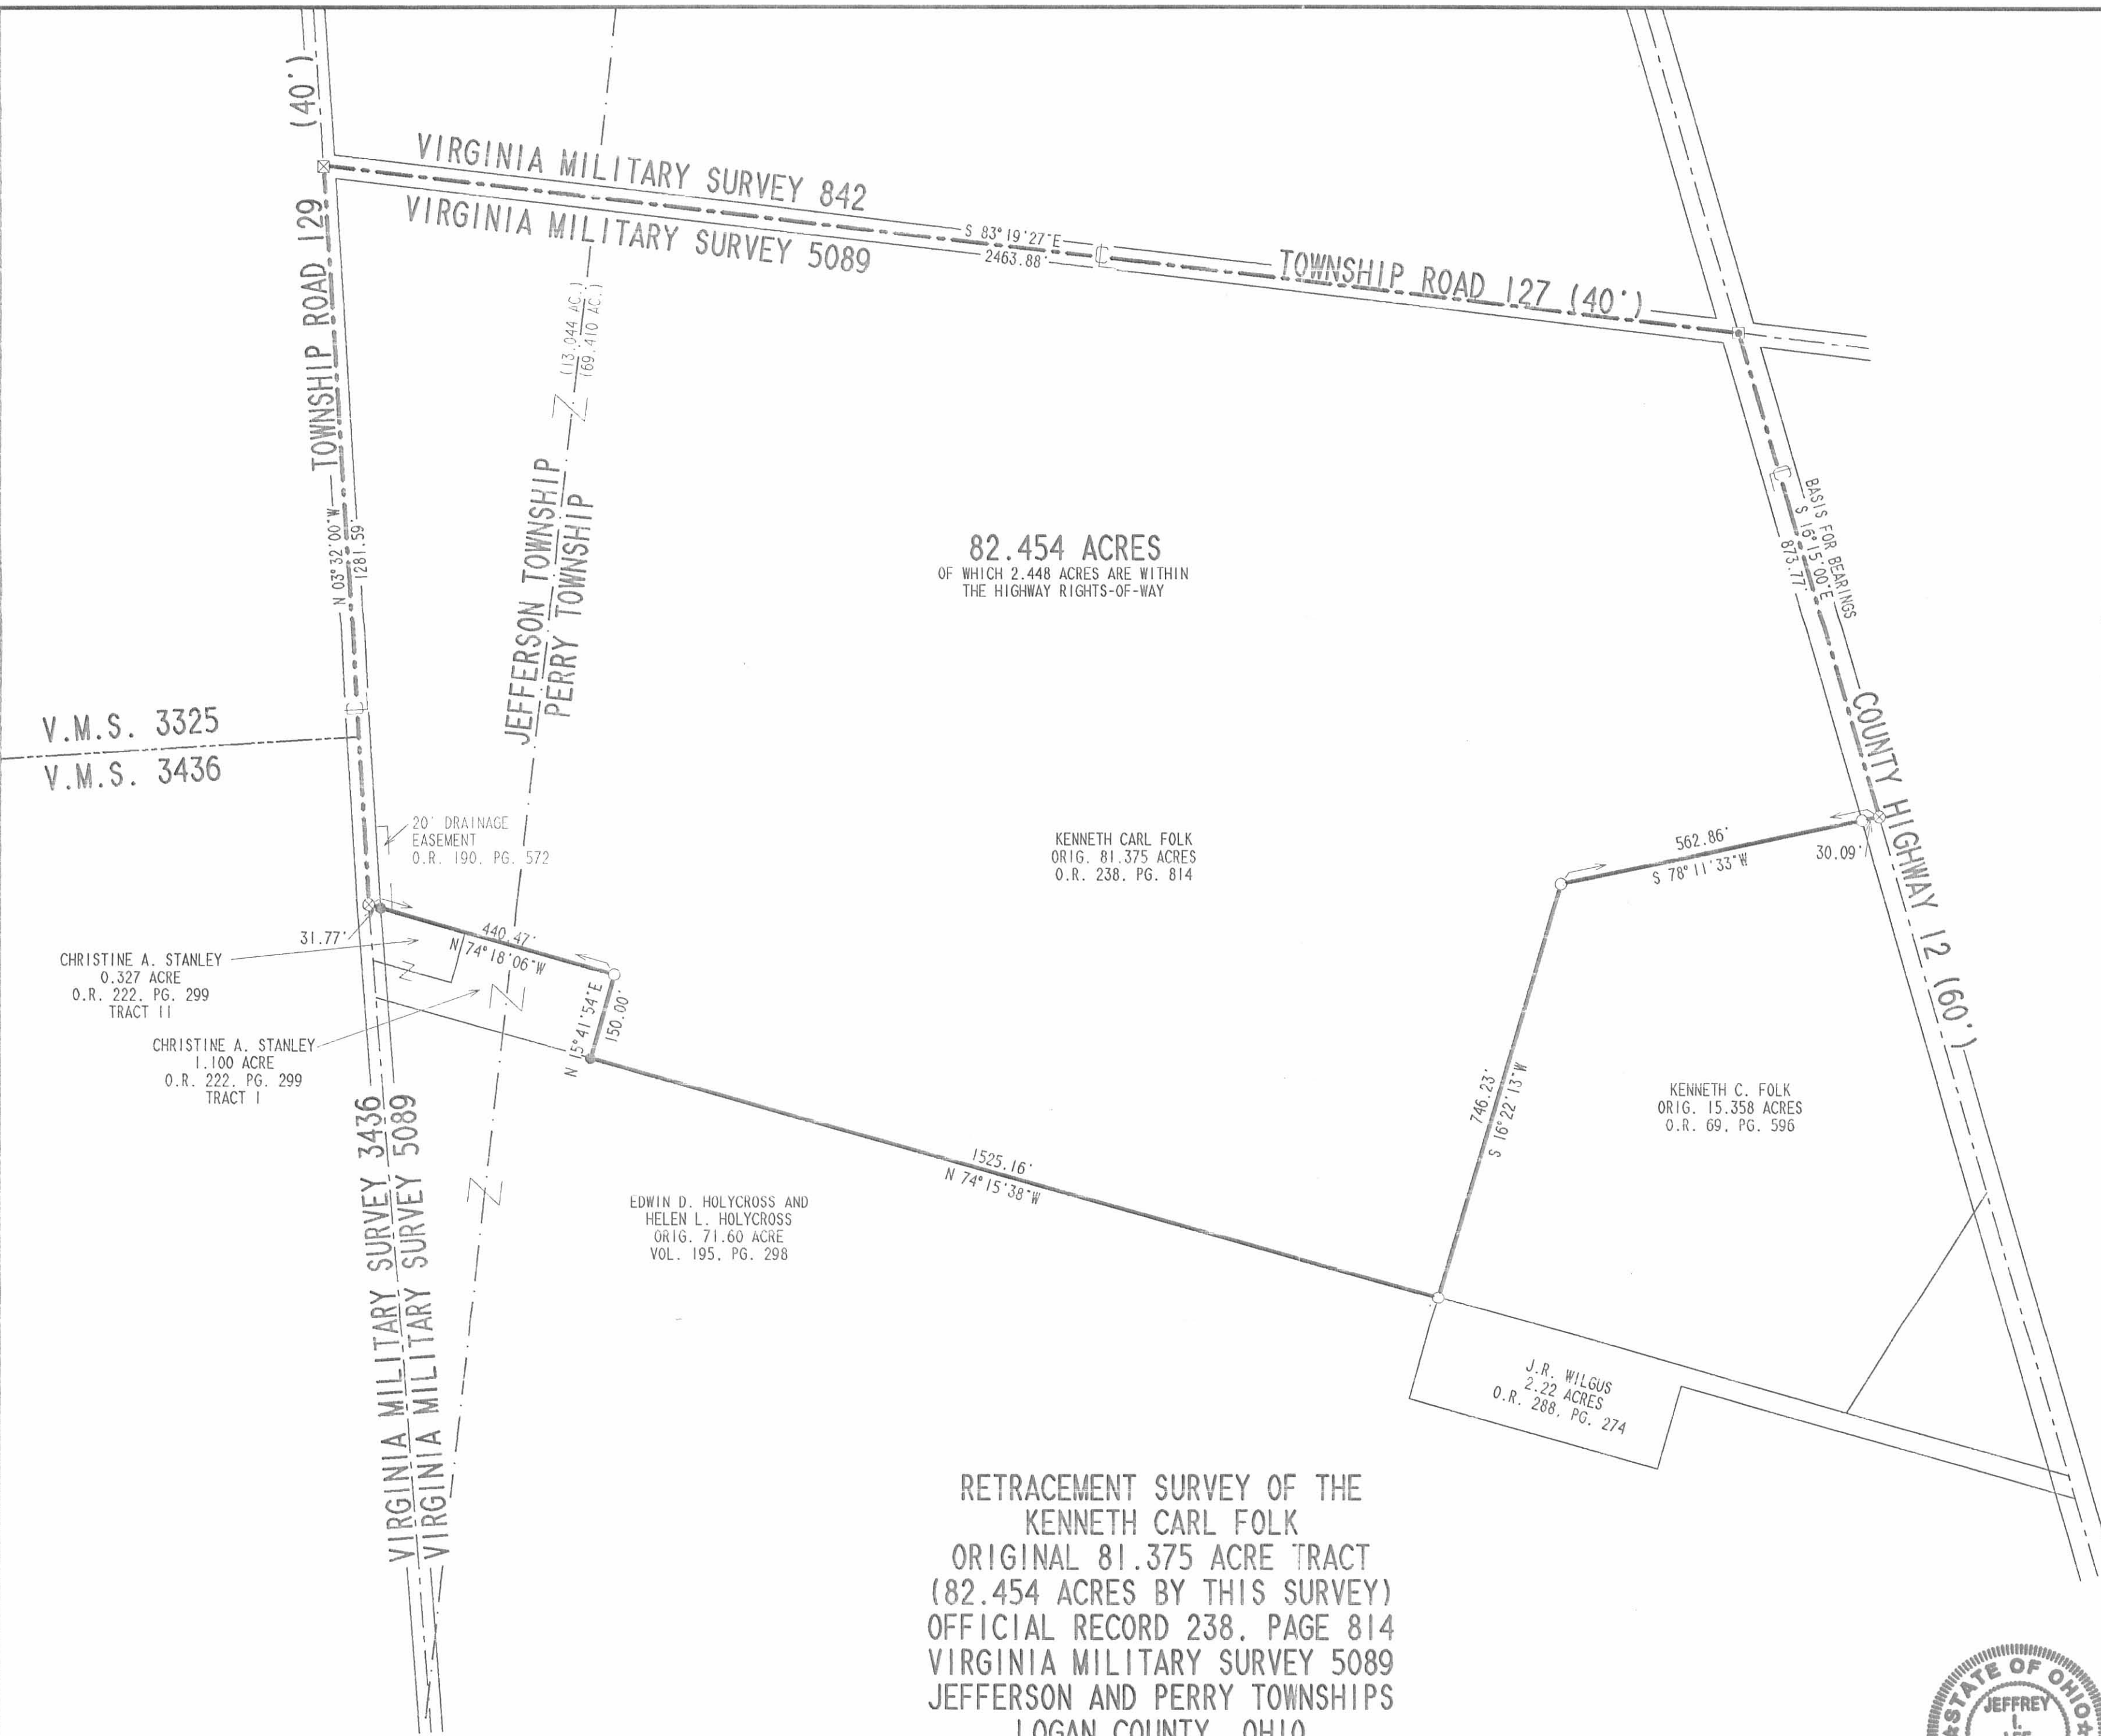 (40')
VIRGINIA MILITARY SURVEY 842
VIRGINIA MILITARY SURVEY 5089
S 83°19'27"E
2463.88'
TOWNSHIP ROAD 127 (40')
TOWNSHIP ROAD 129
N 03°32'00"W
1281.59'
(13.044 AC.)
(69.410 AC.)
JEFFERSON TOWNSHIP
PERRY TOWNSHIP
82.454 ACRES
OF WHICH 2.448 ACRES ARE WITHIN
THE HIGHWAY RIGHTS-OF-WAY
BASIS FOR BEARINGS
S 16°15'00"E
873.77'
COUNTY HIGHWAY 12 (60')
V.M.S. 3325
V.M.S. 3436
20' DRAINAGE
EASEMENT
O.R. 190, PG. 572
KENNETH CARL FOLK
ORIG. 81.375 ACRES
O.R. 238, PG. 814
562.86'
S 78°11'33"W
30.09'
31.77'
440.47'
N 74°18'06"W
CHRISTINE A. STANLEY
0.327 ACRE
O.R. 222, PG. 299
TRACT II
CHRISTINE A. STANLEY
1.100 ACRE
O.R. 222, PG. 299
TRACT I
N 15°41'54"E
150.00'
746.23'
S 16°22'13"W
KENNETH C. FOLK
ORIG. 15.358 ACRES
O.R. 69, PG. 596
1525.16'
N 74°15'38"W
EDWIN D. HOLYCROSS AND
HELEN L. HOLYCROSS
ORIG. 71.60 ACRE
VOL. 195, PG. 298
VIRGINIA MILITARY SURVEY 3436
VIRGINIA MILITARY SURVEY 5089
J.R. WILGUS
2.22 ACRES
O.R. 288, PG. 274
RETRACEMENT SURVEY OF THE
KENNETH CARL FOLK
ORIGINAL 81.375 ACRE TRACT
(82.454 ACRES BY THIS SURVEY)
OFFICIAL RECORD 238, PAGE 814
VIRGINIA MILITARY SURVEY 5089
JEFFERSON AND PERRY TOWNSHIPS
LOGAN COUNTY, OHIO
STATE OF OHIO
JEFFREY
I.